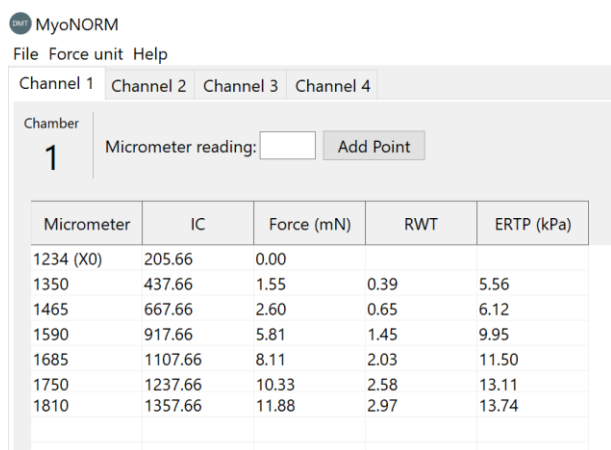 DMT MyoNORM
File Force unit Help
Channel 1 Channel 2 Channel 3 Channel 4
Chamber
1
Micrometer reading: Add Point
Micrometer IC Force (mN) RWT ERTP (kPa)
1234 (X0) 205.66 0.00
1350 437.66 1.55 0.39 5.56
1465 667.66 2.60 0.65 6.12
1590 917.66 5.81 1.45 9.95
1685 1107.66 8.11 2.03 11.50
1750 1237.66 10.33 2.58 13.11
1810 1357.66 11.88 2.97 13.74